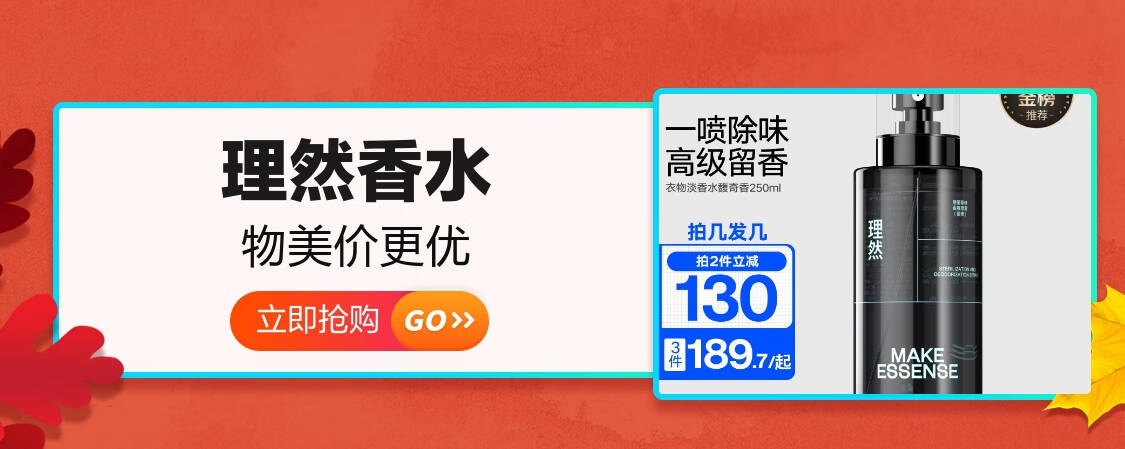 理然香水
物美价更优
立即抢购
GO
金榜
推荐
一喷除味
高级留香
衣物淡香水馥奇香250ml
拍几发几
拍2件立减
130
3件
189.7/起
理然
MAKE
ESSENSE